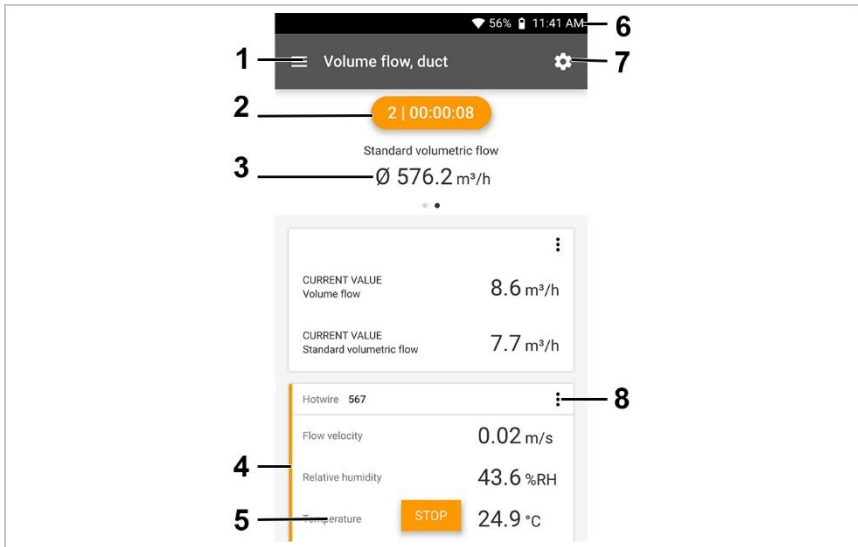 56% 11:41 AM 6
1 Volume flow, duct 7
2 2 | 00:00:08
Standard volumetric flow
3 Ø 576.2 m³/h
CURRENT VALUE
Volume flow 8.6 m³/h
CURRENT VALUE
Standard volumetric flow 7.7 m³/h
Hotwire 567 8
Flow velocity 0.02 m/s
4 Relative humidity 43.6 %RH
5 Temperature STOP 24.9 °C